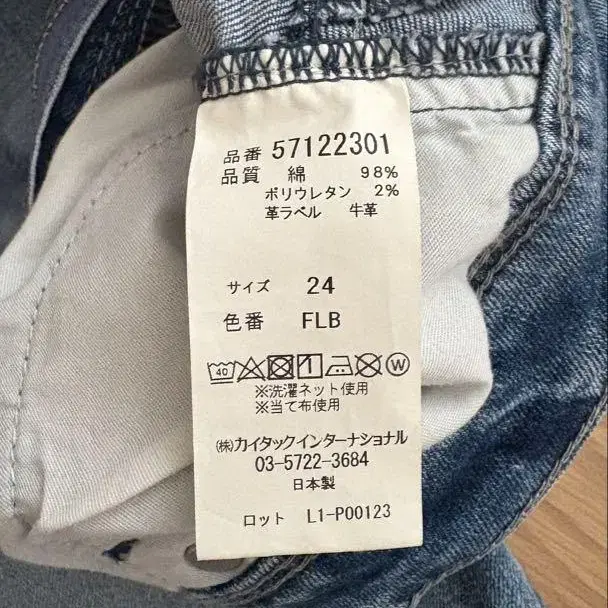 品番 57122301
品質 綿 98%
ポリウレタン 2%
革ラベル 牛革
サイズ 24
色番 FLB
40 W
※洗濯ネット使用
※当て布使用
㈱カイタックインターナショナル
03-5722-3684
日本製
ロット L1-P00123